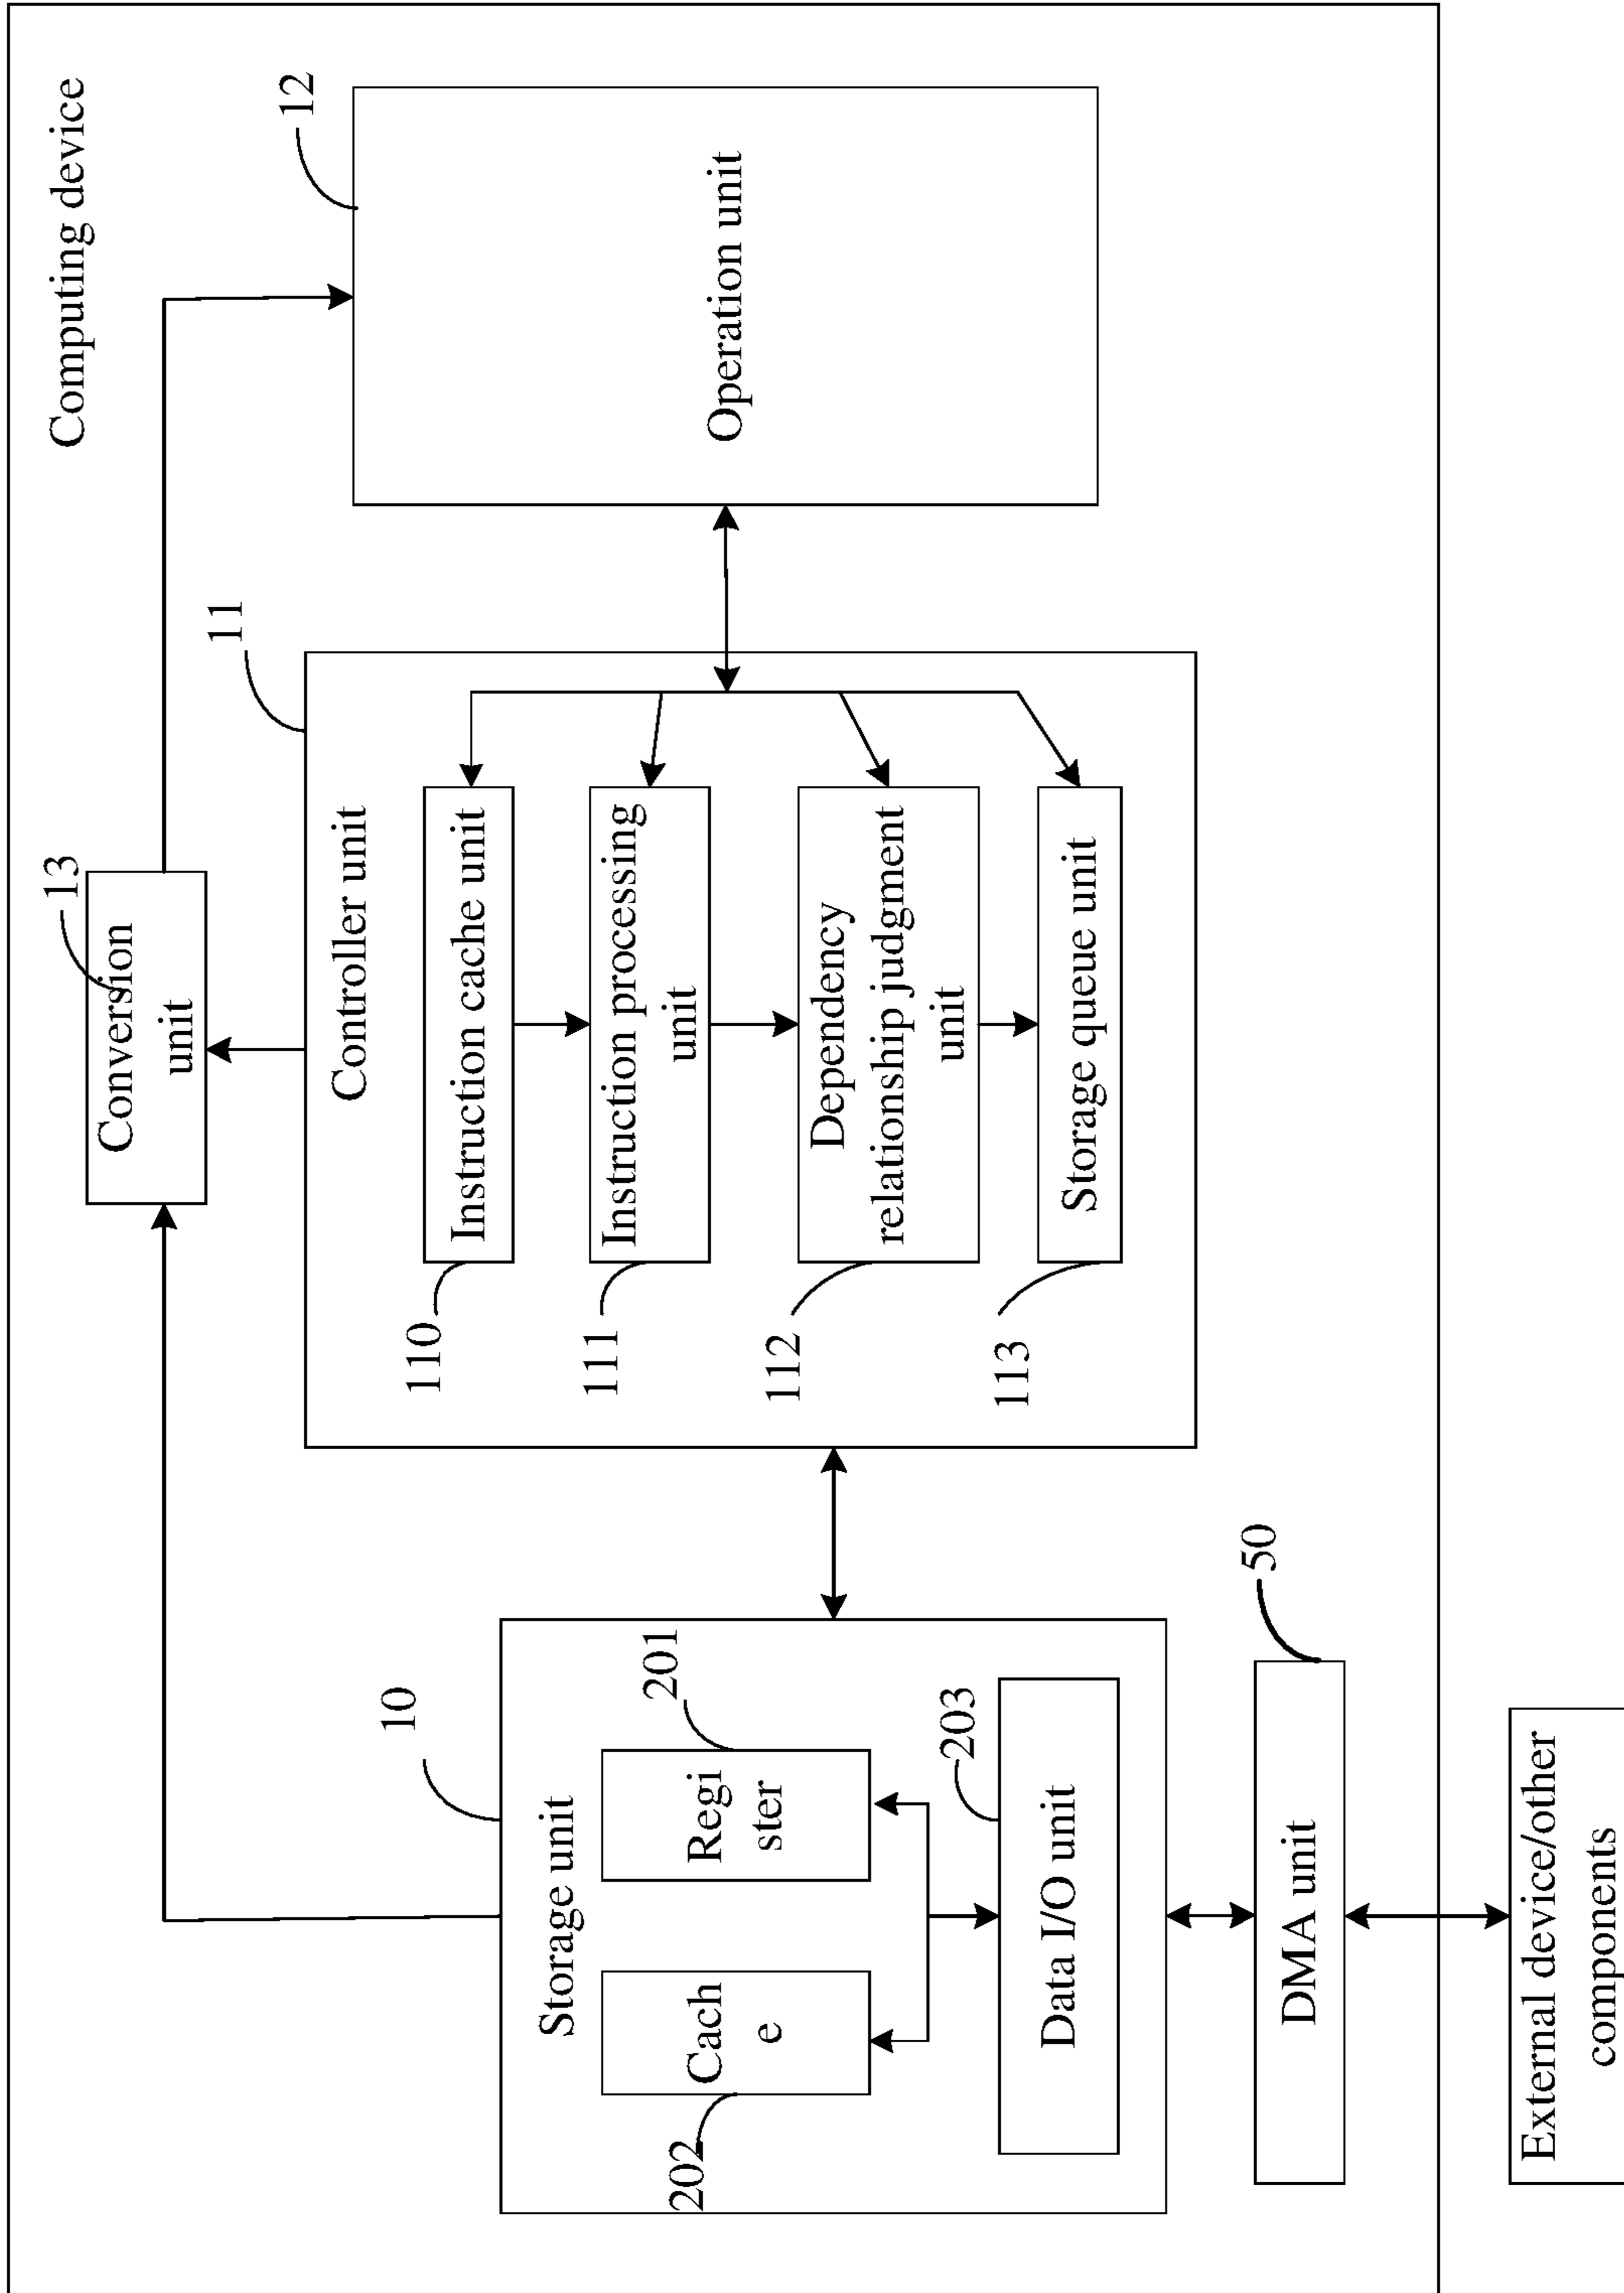 Computing device
13
Conversion
unit
11
12
Controller unit
Operation unit
10
Storage unit
110
Instruction cache unit
202
Cach
e
Regi
ster
201
111
Instruction processing
unit
112
Dependency
relationship judgment
unit
203
Data I/O unit
113
Storage queue unit
50
DMA unit
External device/other
components